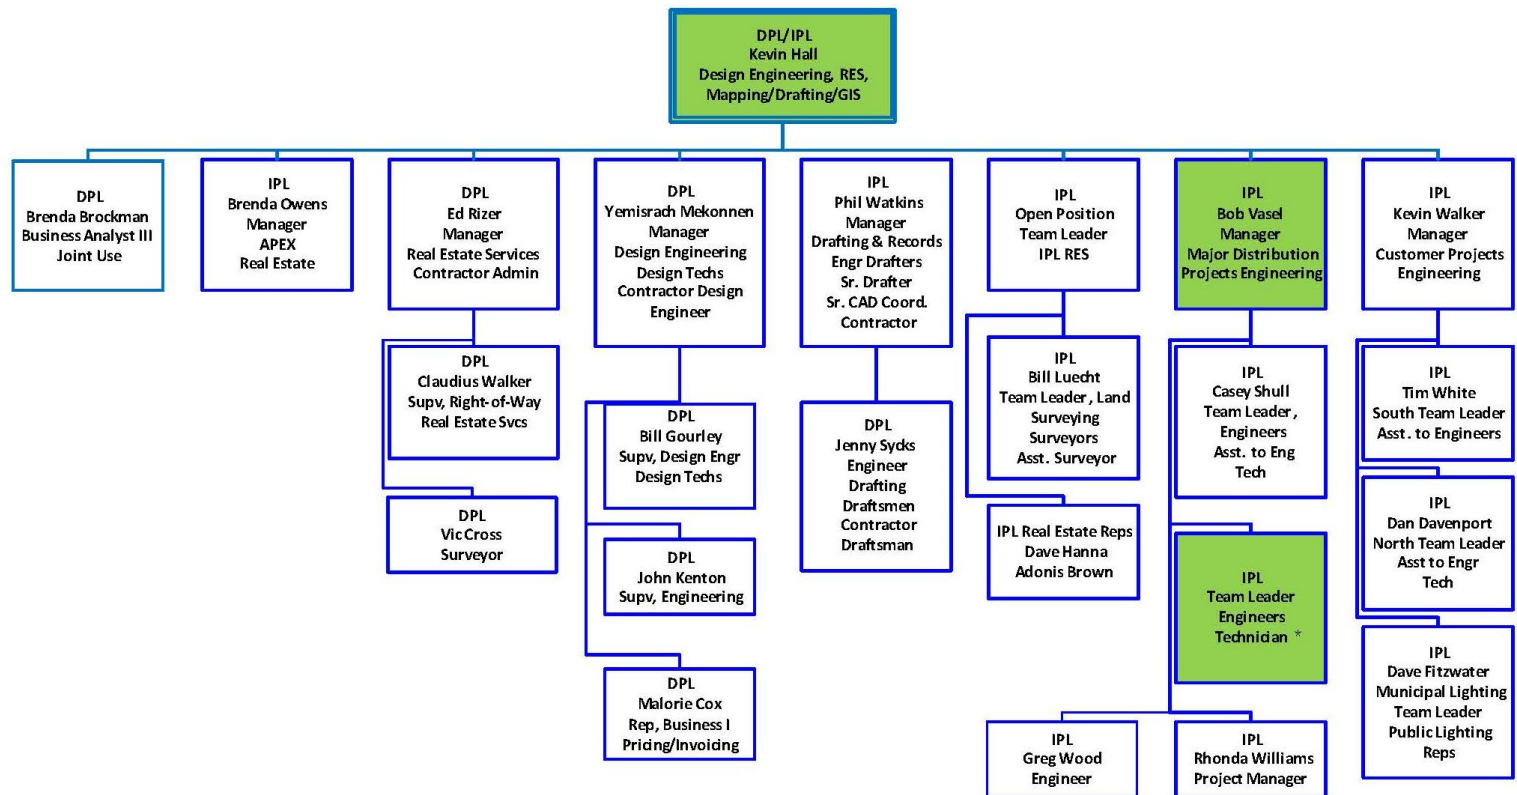 DPL/IPL
Kevin Hall
Design Engineering, RES,
Mapping/Drafting/GIS
DPL
Brenda Brockman
Business Analyst III
Joint Use
IPL
Brenda Owens
Manager
APEX
Real Estate
DPL
Ed Rizer
Manager
Real Estate Services
Contractor Admin
DPL
Yemisrach Mekonnen
Manager
Design Engineering
Design Techs
Contractor Design
Engineer
IPL
Phil Watkins
Manager
Drafting & Records
Engr Drafters
Sr. Drafter
Sr. CAD Coord.
Contractor
IPL
Open Position
Team Leader
IPL RES
IPL
Bob Vasel
Manager
Major Distribution
Projects Engineering
IPL
Kevin Walker
Manager
Customer Projects
Engineering
DPL
Claudius Walker
Supv, Right-of-Way
Real Estate Svcs
DPL
Vic Cross
Surveyor
DPL
Bill Gourley
Supv, Design Engr
Design Techs
DPL
John Kenton
Supv, Engineering
DPL
Malorie Cox
Rep, Business I
Pricing/Invoicing
DPL
Jenny Sycks
Engineer
Drafting
Draftsmen
Contractor
Draftsman
IPL
Bill Luecht
Team Leader, Land
Surveying
Surveyors
Asst. Surveyor
IPL Real Estate Reps
Dave Hanna
Adonis Brown
IPL
Casey Shull
Team Leader,
Engineers
Asst. to Eng
Tech
IPL
Team Leader
Engineers
Technician *
IPL
Greg Wood
Engineer
IPL
Rhonda Williams
Project Manager
IPL
Tim White
South Team Leader
Asst. to Engineers
IPL
Dan Davenport
North Team Leader
Asst to Engr
Tech
IPL
Dave Fitzwater
Municipal Lighting
Team Leader
Public Lighting
Reps